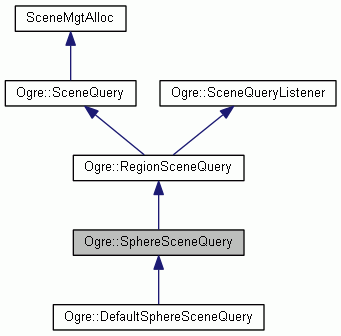 SceneMgtAlloc
Ogre::SceneQuery
Ogre::SceneQueryListener
Ogre::RegionSceneQuery
Ogre::SphereSceneQuery
Ogre::DefaultSphereSceneQuery